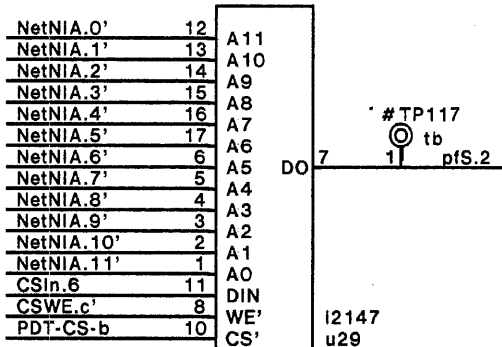 NetNIA.0' 12 A11
NetNIA.1' 13 A10
NetNIA.2' 14 A9
NetNIA.3' 15 A8
NetNIA.4' 16 A7
NetNIA.5' 17 A6
NetNIA.6' 6 A5
NetNIA.7' 5 A4
NetNIA.8' 4 A3
NetNIA.9' 3 A2
NetNIA.10' 2 A1
NetNIA.11' 1 A0
CSIn.6 11 DIN
CSWE.c' 8 WE'
PDT-CS-b 10 CS'
#TP117
tb
DO 7 1 pfS.2
i2147
u29